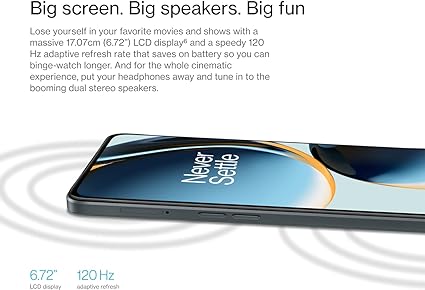 Big screen. Big speakers. Big fun
Lose yourself in your favorite movies and shows with a
massive 17.07cm (6.72") LCD display⁶ and a speedy 120
Hz adaptive refresh rate that saves on battery so you can
binge-watch longer. And for the whole cinematic
experience, put your headphones away and tune in to the
booming dual stereo speakers.
Never
Settle
6.72" 120 Hz
LCD display adaptive refresh